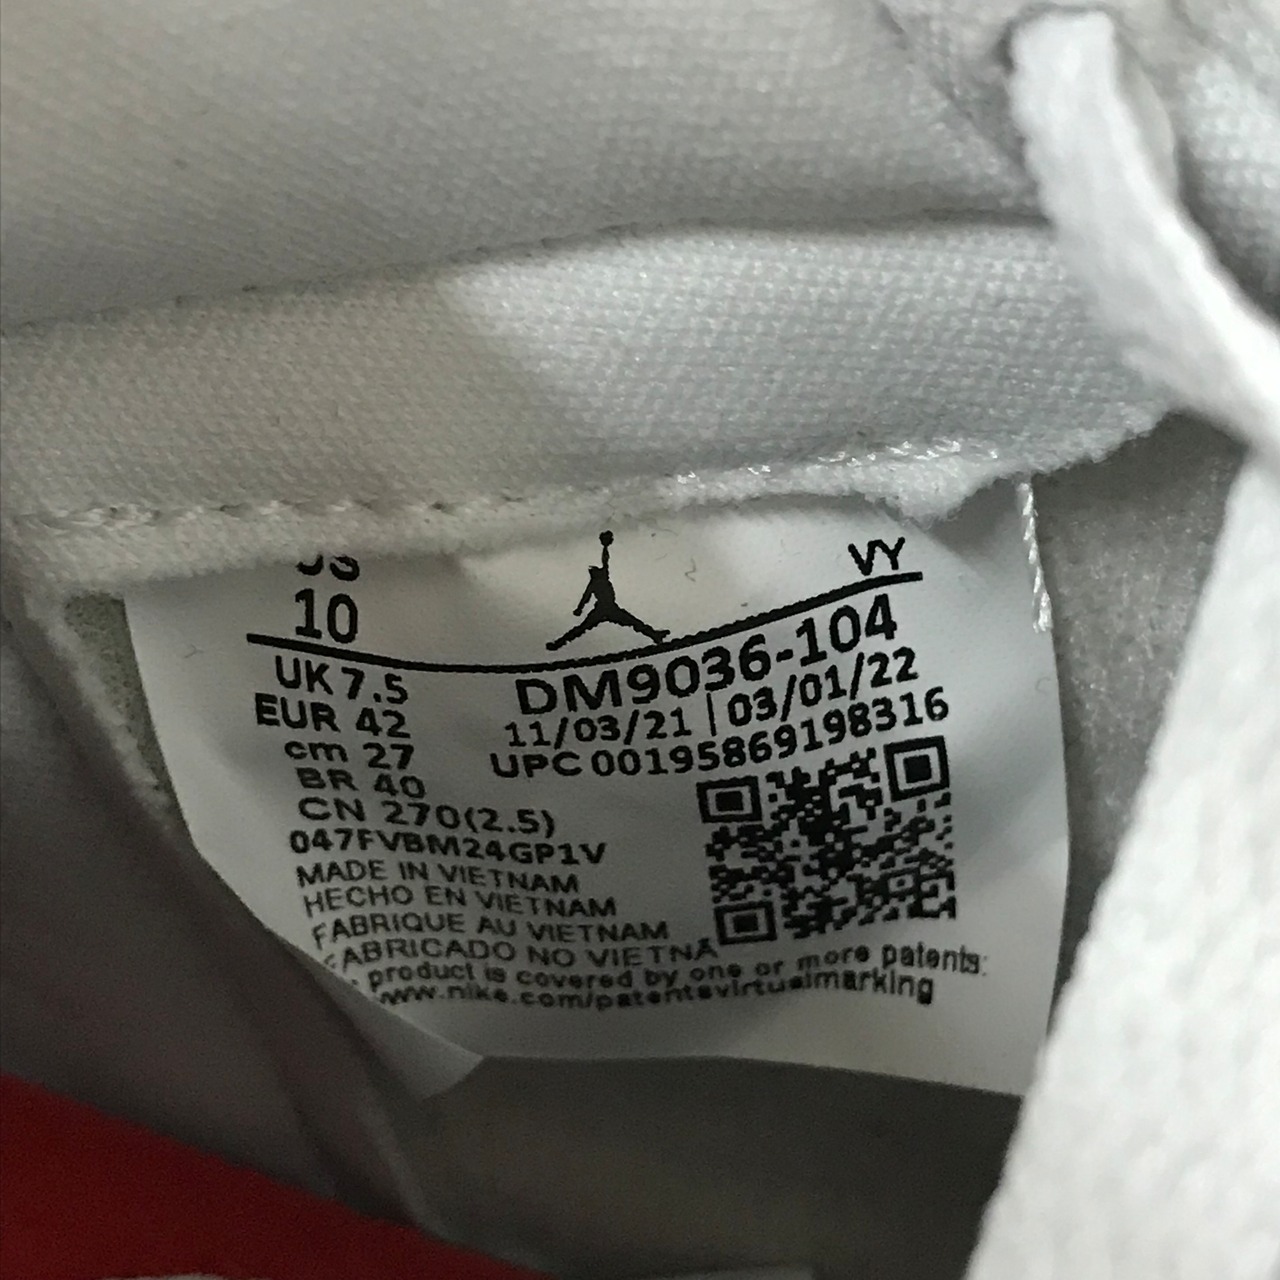 US
10
VY
UK 7.5
EUR 42
cm 27
BR 40
CN 270(2.5)
DM9036-104
11/03/21 | 03/01/22
UPC 00195869198316
047FVBM24GP1V
MADE IN VIETNAM
HECHO EN VIETNAM
FABRIQUE AU VIETNAM
FABRICADO NO VIETNÃ
product is covered by one or more patents:
www.nike.com/patentsvirtualmarking